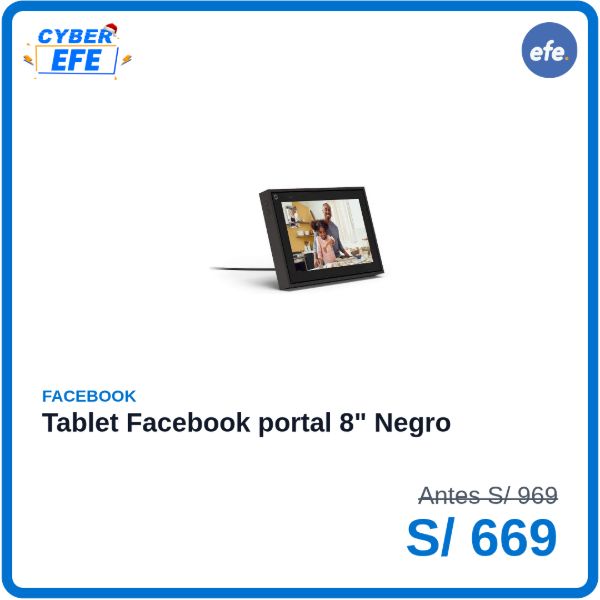 CYBER
EFE
efe.
FACEBOOK
Tablet Facebook portal 8" Negro
Antes S/ 969
S/ 669